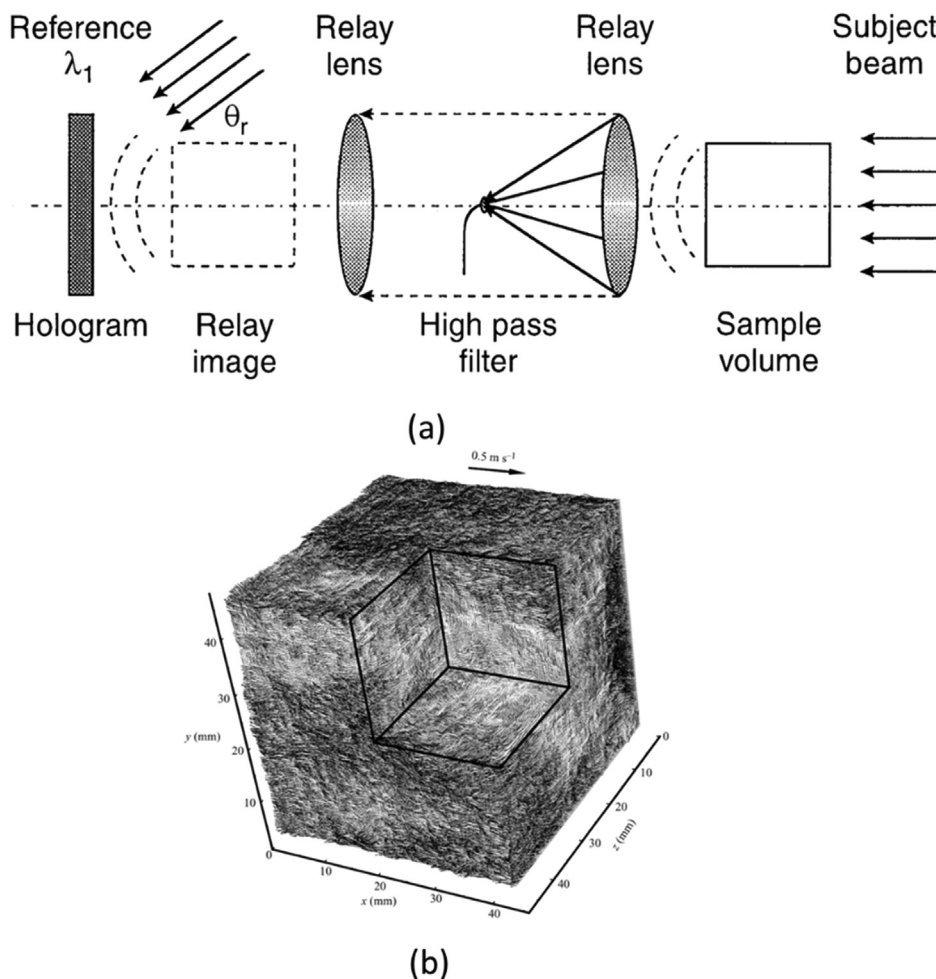 Reference
λ₁
Relay
lens
Relay
lens
Subject
beam
θᵣ
Hologram
Relay
image
High pass
filter
Sample
volume
(a)
0.5 m s⁻¹
40
30
20
10
y (mm)
0
10
20
30
40
x (mm)
0
10
20
30
40
z (mm)
(b)